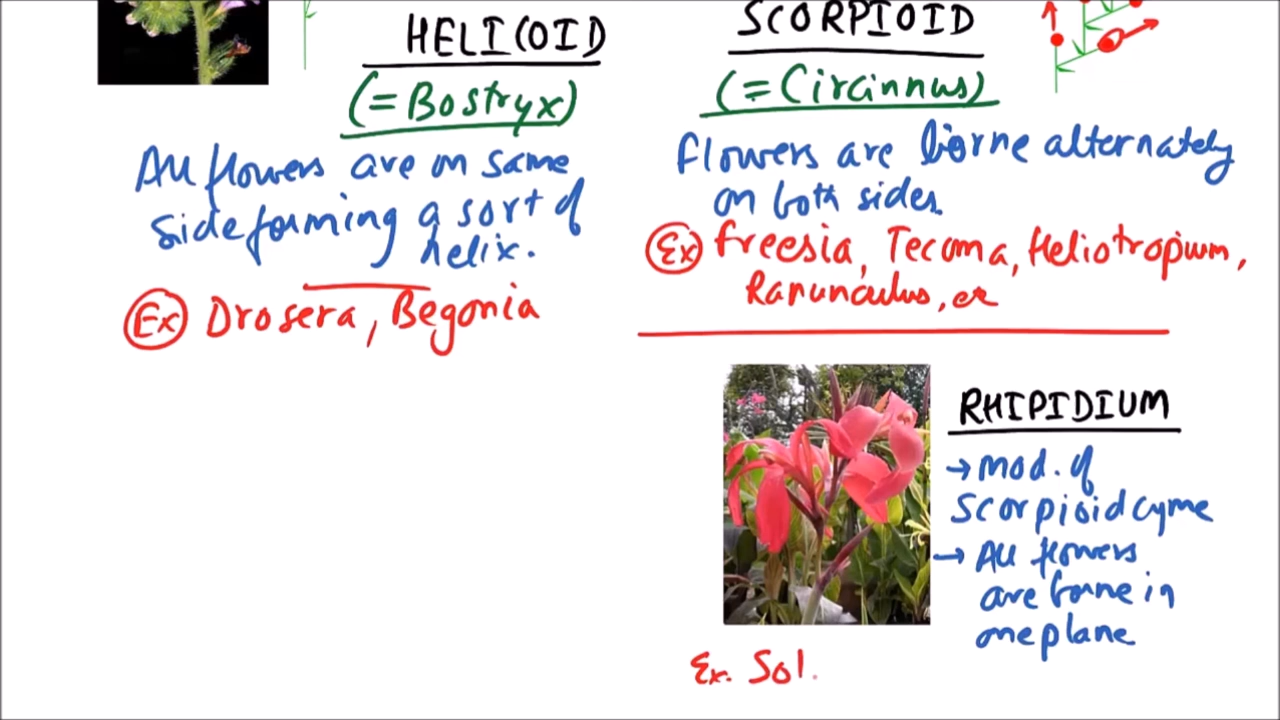 HELICOID
(=Bostryx)
All flowers are on same
side forming a sort of
helix.
Ex Drosera, Begonia
SCORPIOID
(=Circinnus)
Flowers are borne alternately
on both sides.
Ex Freesia, Tecoma, Heliotropium,
Ranunculus, etc
RHIPIDIUM
→ mod. of
Scorpioid cyme
→ All flowers
are borne in
one plane
Ex. Sol.